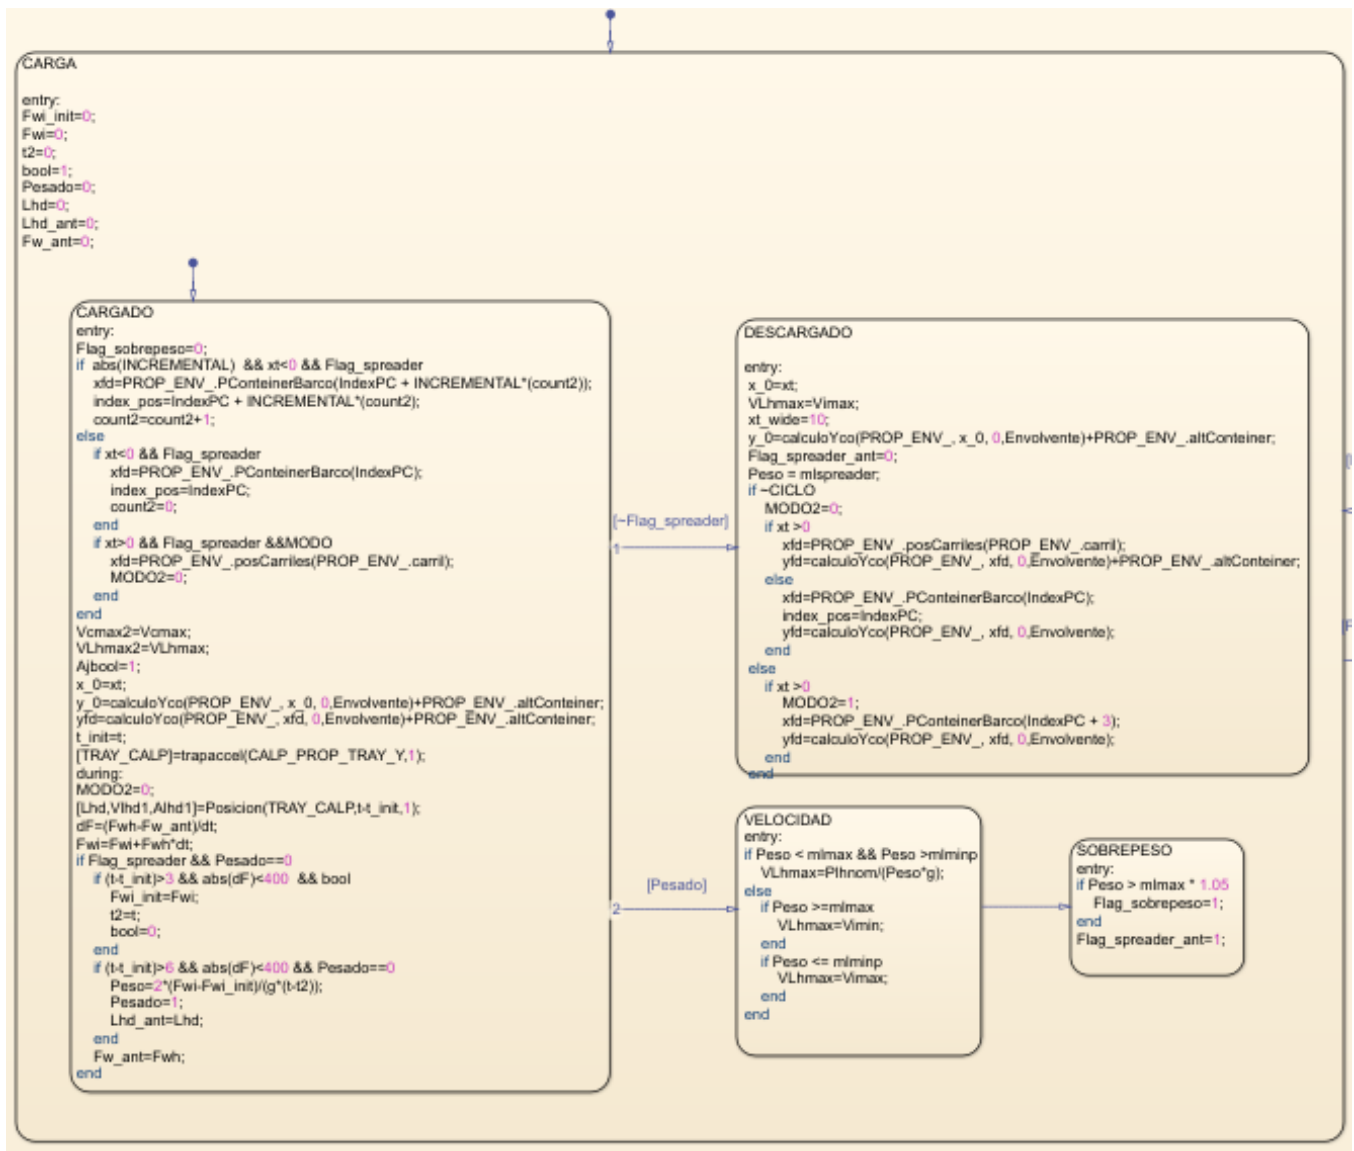 CARGA
entry:
Fwi_init=0;
Fwi=0;
t2=0;
bool=1;
Pesado=0;
Lhd=0;
Lhd_ant=0;
Fw_ant=0;
CARGADO
entry:
Flag_sobrepeso=0;
if abs(INCREMENTAL) && xt<0 && Flag_spreader
xfd=PROP_ENV_.PConteinerBarco(IndexPC + INCREMENTAL*(count2));
index_pos=IndexPC + INCREMENTAL*(count2);
count2=count2+1;
else
if xt<0 && Flag_spreader
xfd=PROP_ENV_.PConteinerBarco(IndexPC);
index_pos=IndexPC;
count2=0;
end
if xt>0 && Flag_spreader &&MODO
xfd=PROP_ENV_.posCarriles(PROP_ENV_.carril);
MODO2=0;
end
end
Vcmax2=Vcmax;
VLhmax2=VLhmax;
Ajbool=1;
x_0=xt;
y_0=calculoYco(PROP_ENV_, x_0, 0,Envolvente)+PROP_ENV_.altConteiner;
yfd=calculoYco(PROP_ENV_, xfd, 0,Envolvente)+PROP_ENV_.altConteiner;
t_init=t;
[TRAY_CALP]=trapaccel(CALP_PROP_TRAY_Y,1);
during:
MODO2=0;
[Lhd,Vlhd1,Alhd1]=Posicion(TRAY_CALP,t-t_init,1);
dF=(Fwh-Fw_ant)/dt;
Fwi=Fwi+Fwh*dt;
if Flag_spreader && Pesado==0
if (t-t_init)>3 && abs(dF)<400 && bool
Fwi_init=Fwi;
t2=t;
bool=0;
end
if (t-t_init)>6 && abs(dF)<400 && Pesado==0
Peso=2*(Fwi-Fwi_init)/(g*(t-t2));
Pesado=1;
Lhd_ant=Lhd;
end
Fw_ant=Fwh;
end
[~Flag_spreader]
1
[Pesado]
2
DESCARGADO
entry:
x_0=xt;
VLhmax=Vimax;
xt_wide=10;
y_0=calculoYco(PROP_ENV_, x_0, 0,Envolvente)+PROP_ENV_.altConteiner;
Flag_spreader_ant=0;
Peso = mlspreader;
if ~CICLO
MODO2=0;
if xt >0
xfd=PROP_ENV_.posCarriles(PROP_ENV_.carril);
yfd=calculoYco(PROP_ENV_, xfd, 0,Envolvente)+PROP_ENV_.altConteiner;
else
xfd=PROP_ENV_.PConteinerBarco(IndexPC);
index_pos=IndexPC;
yfd=calculoYco(PROP_ENV_, xfd, 0,Envolvente);
end
else
if xt >0
MODO2=1;
xfd=PROP_ENV_.PConteinerBarco(IndexPC + 3);
yfd=calculoYco(PROP_ENV_, xfd, 0,Envolvente);
end
end
VELOCIDAD
entry:
if Peso < mlmax && Peso >mlminp
VLhmax=Plhnom/(Peso*g);
else
if Peso >=mlmax
VLhmax=Vimin;
end
if Peso <= mlminp
VLhmax=Vimax;
end
end
SOBREPESO
entry:
if Peso > mlmax * 1.05
Flag_sobrepeso=1;
end
Flag_spreader_ant=1;